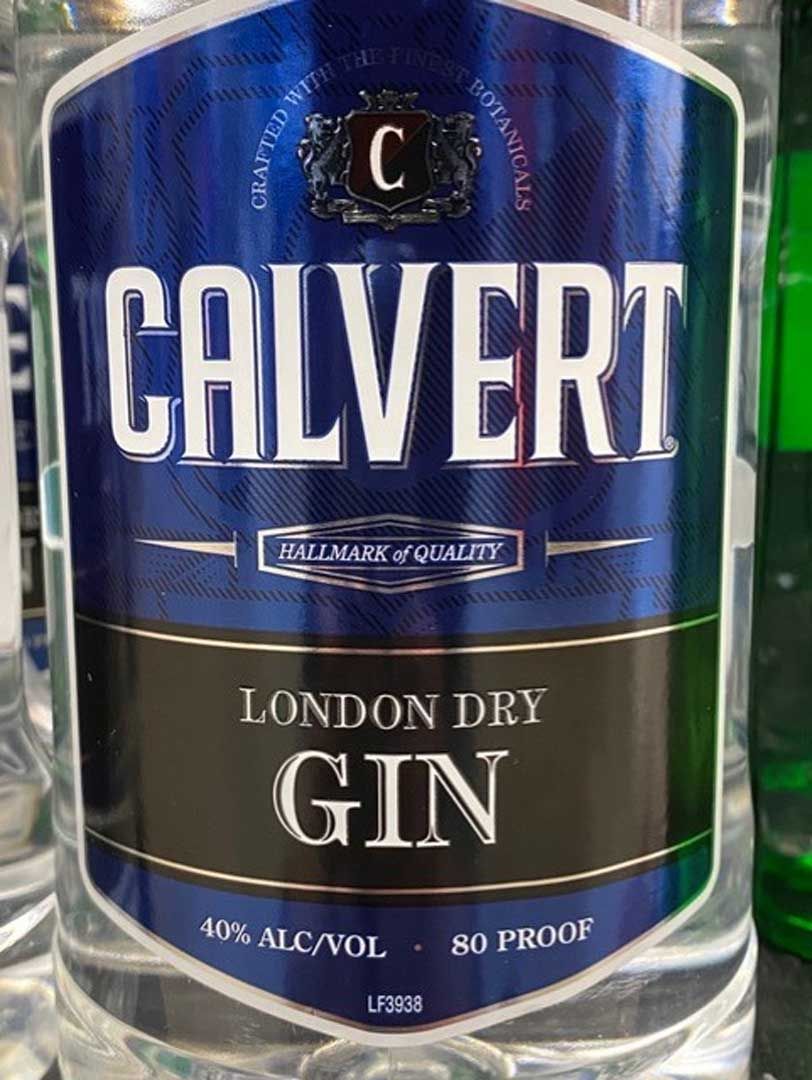 CRAFTED WITH THE FINEST BOTANICALS
C
CALVERT®
HALLMARK of QUALITY
LONDON DRY
GIN
40% ALC/VOL · 80 PROOF
LF3938